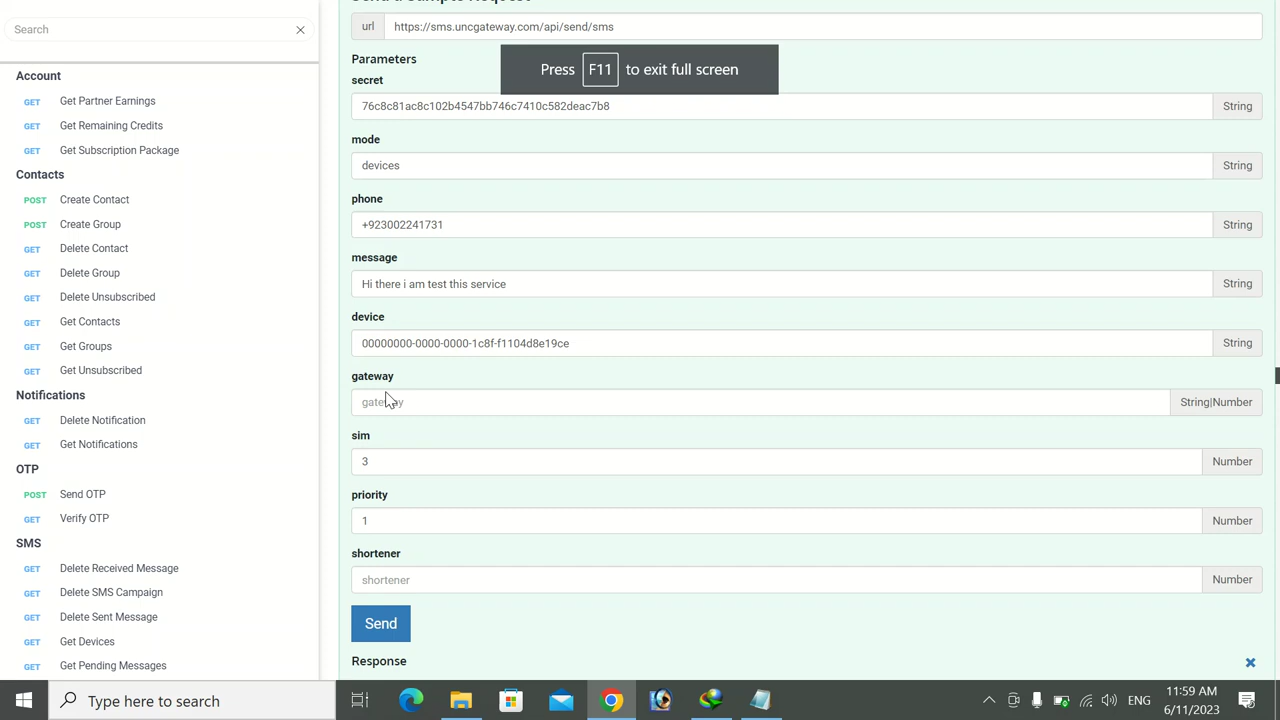 Send a Sample Request
Search
url
https://sms.uncgateway.com/api/send/sms
Press F11 to exit full screen
Account
GET Get Partner Earnings
GET Get Remaining Credits
GET Get Subscription Package
Contacts
POST Create Contact
POST Create Group
GET Delete Contact
GET Delete Group
GET Delete Unsubscribed
GET Get Contacts
GET Get Groups
GET Get Unsubscribed
Notifications
GET Delete Notification
GET Get Notifications
OTP
POST Send OTP
GET Verify OTP
SMS
GET Delete Received Message
GET Delete SMS Campaign
GET Delete Sent Message
GET Get Devices
GET Get Pending Messages
Parameters
secret
76c8c81ac8c102b4547bb746c7410c582deac7b8 String
mode
devices String
phone
+923002241731 String
message
Hi there i am test this service String
device
00000000-0000-0000-1c8f-f1104d8e19ce String
gateway
gateway String|Number
sim
3 Number
priority
1 Number
shortener
shortener Number
Send
Response
Type here to search
ENG
11:59 AM
6/11/2023